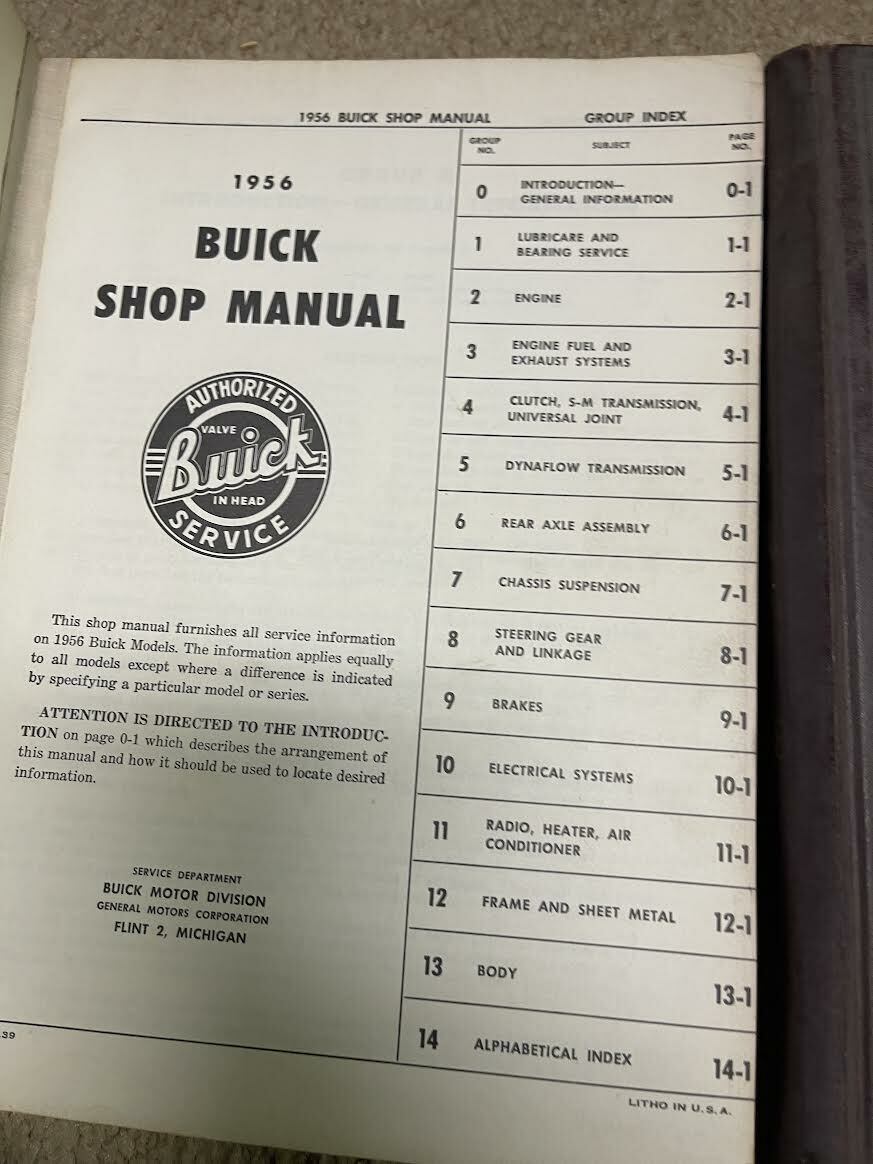 1956 BUICK SHOP MANUAL GROUP INDEX
1956
BUICK
SHOP MANUAL
AUTHORIZED
VALVE
Buick
IN HEAD
SERVICE
This shop manual furnishes all service information
on 1956 Buick Models. The information applies equally
to all models except where a difference is indicated
by specifying a particular model or series.
ATTENTION IS DIRECTED TO THE INTRODUC-
TION on page 0-1 which describes the arrangement of
this manual and how it should be used to locate desired
information.
SERVICE DEPARTMENT
BUICK MOTOR DIVISION
GENERAL MOTORS CORPORATION
FLINT 2, MICHIGAN
39
GROUP NO. SUBJECT PAGE NO.
0 INTRODUCTION—
GENERAL INFORMATION 0-1
1 LUBRICARE AND
BEARING SERVICE 1-1
2 ENGINE 2-1
3 ENGINE FUEL AND
EXHAUST SYSTEMS 3-1
4 CLUTCH, S-M TRANSMISSION,
UNIVERSAL JOINT 4-1
5 DYNAFLOW TRANSMISSION 5-1
6 REAR AXLE ASSEMBLY 6-1
7 CHASSIS SUSPENSION 7-1
8 STEERING GEAR
AND LINKAGE 8-1
9 BRAKES 9-1
10 ELECTRICAL SYSTEMS 10-1
11 RADIO, HEATER, AIR
CONDITIONER 11-1
12 FRAME AND SHEET METAL 12-1
13 BODY 13-1
14 ALPHABETICAL INDEX 14-1
LITHO IN U.S.A.